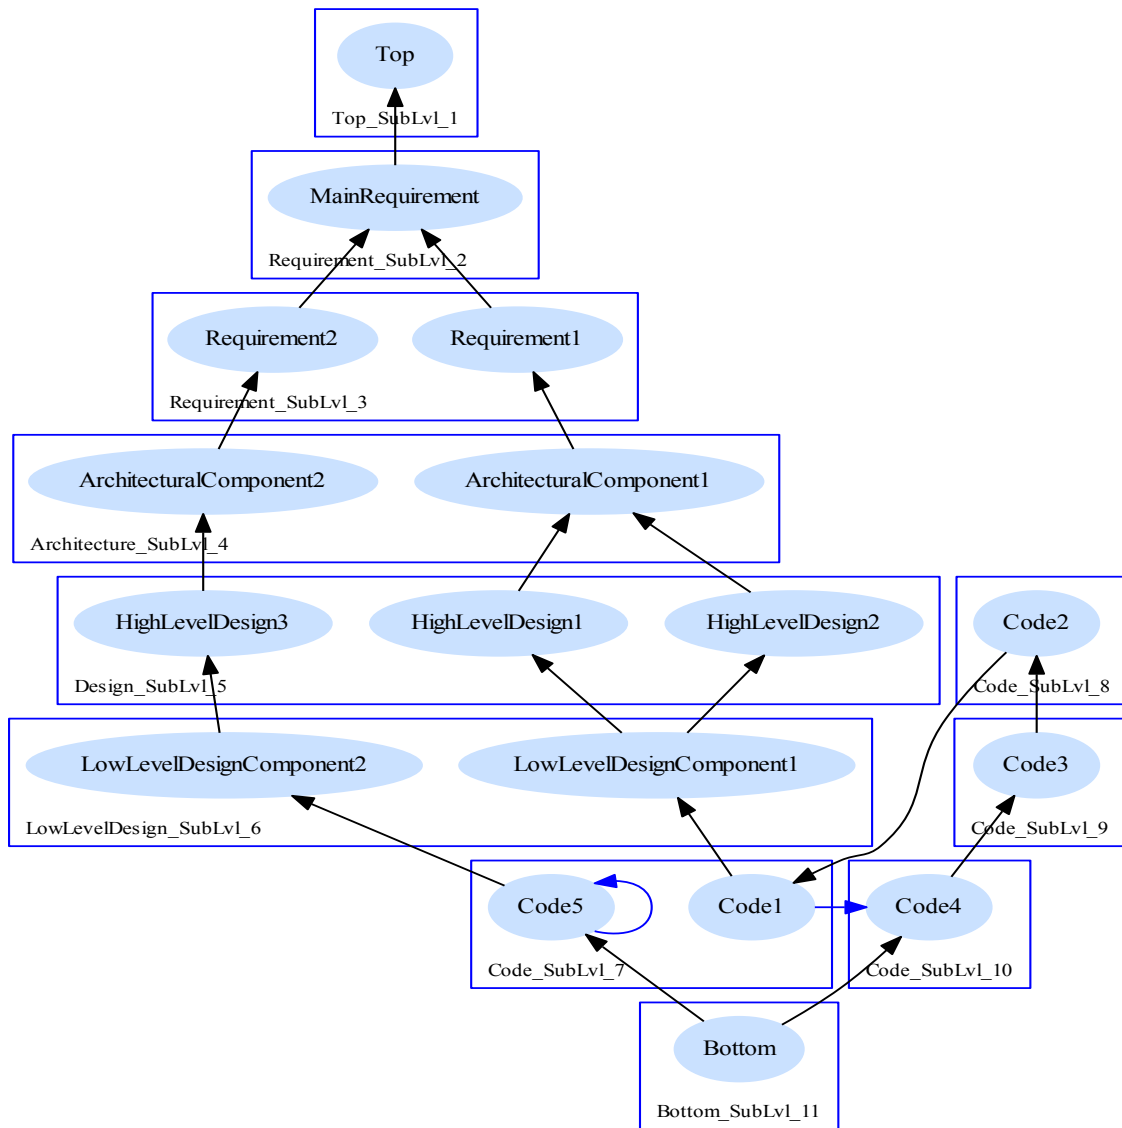 Top
Top_SubLvl_1
MainRequirement
Requirement_SubLvl_2
Requirement2
Requirement1
Requirement_SubLvl_3
ArchitecturalComponent2
ArchitecturalComponent1
Architecture_SubLvl_4
HighLevelDesign3
HighLevelDesign1
HighLevelDesign2
Design_SubLvl_5
Code2
Code_SubLvl_8
LowLevelDesignComponent2
LowLevelDesignComponent1
LowLevelDesign_SubLvl_6
Code3
Code_SubLvl_9
Code5
Code1
Code_SubLvl_7
Code4
Code_SubLvl_10
Bottom
Bottom_SubLvl_11